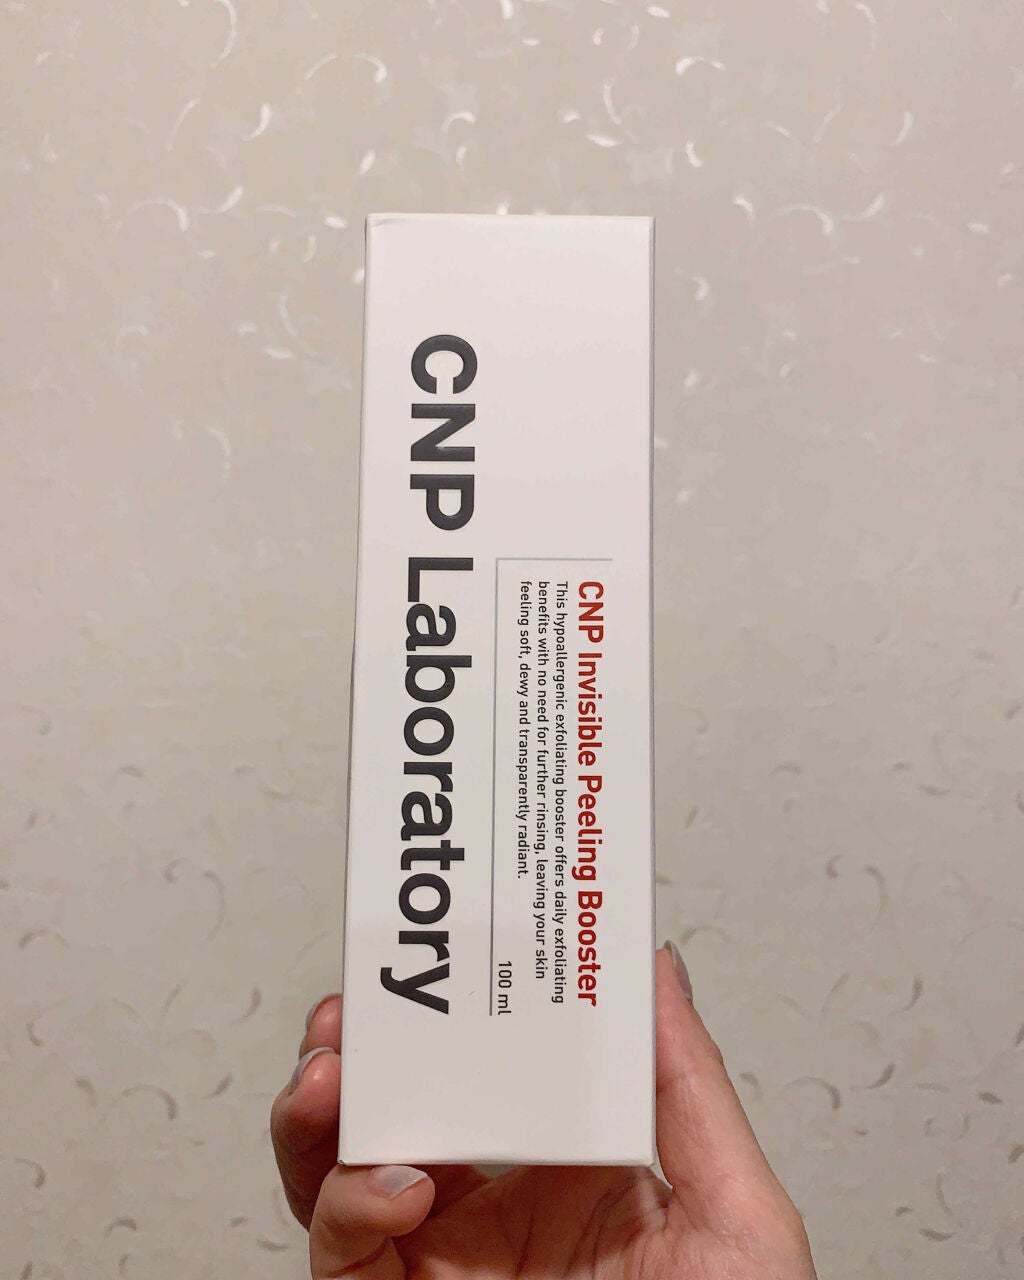 CNP Invisible Peeling Booster
This hypoallergenic exfoliating booster offers daily exfoliating
benefits with no need for further rinsing, leaving your skin
feeling soft, dewy and transparently radiant.
100 ml
CNP Laboratory